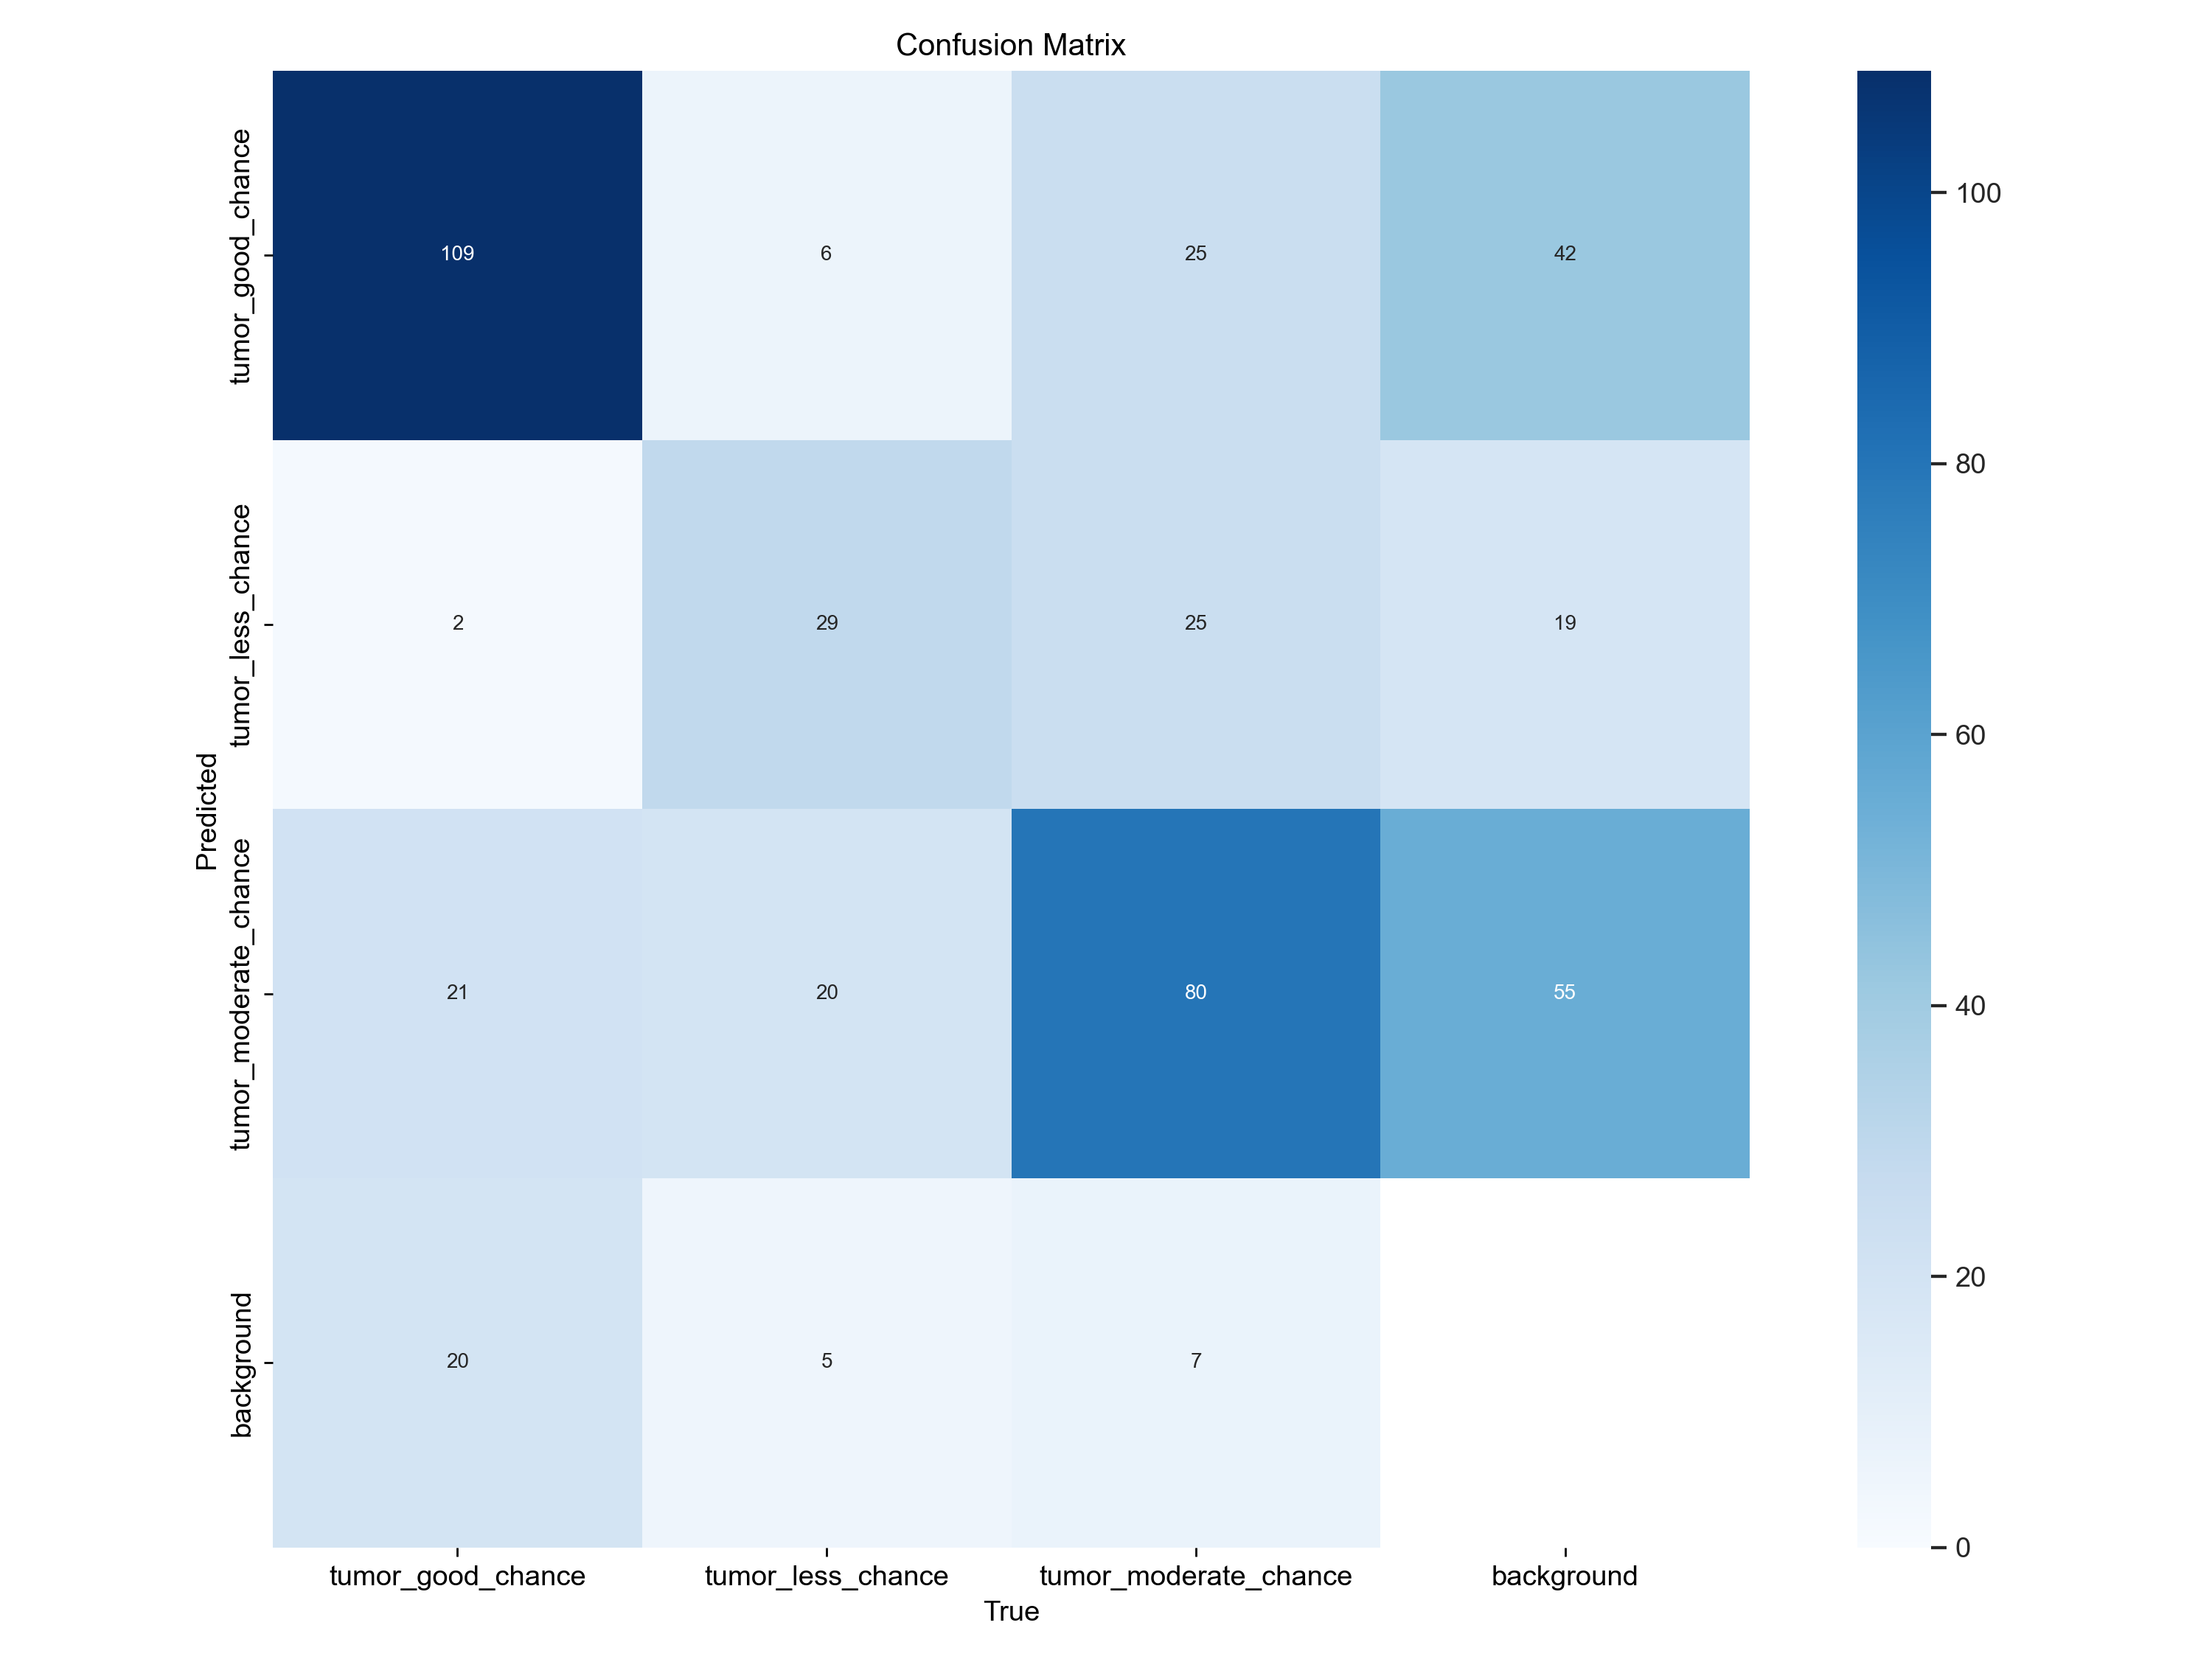 Confusion Matrix
tumor_good_chance
109
6
25
42
100
tumor_less_chance
2
29
25
19
80
60
Predicted
tumor_moderate_chance
21
20
80
55
40
20
background
20
5
7
0
tumor_good_chance
tumor_less_chance
tumor_moderate_chance
background
True